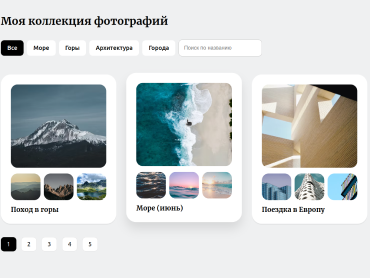 Моя коллекция фотографий
Все Море Горы Архитектура Города Поиск по названию
Поход в горы Море (июнь) Поездка в Европу
1 2 3 4 5